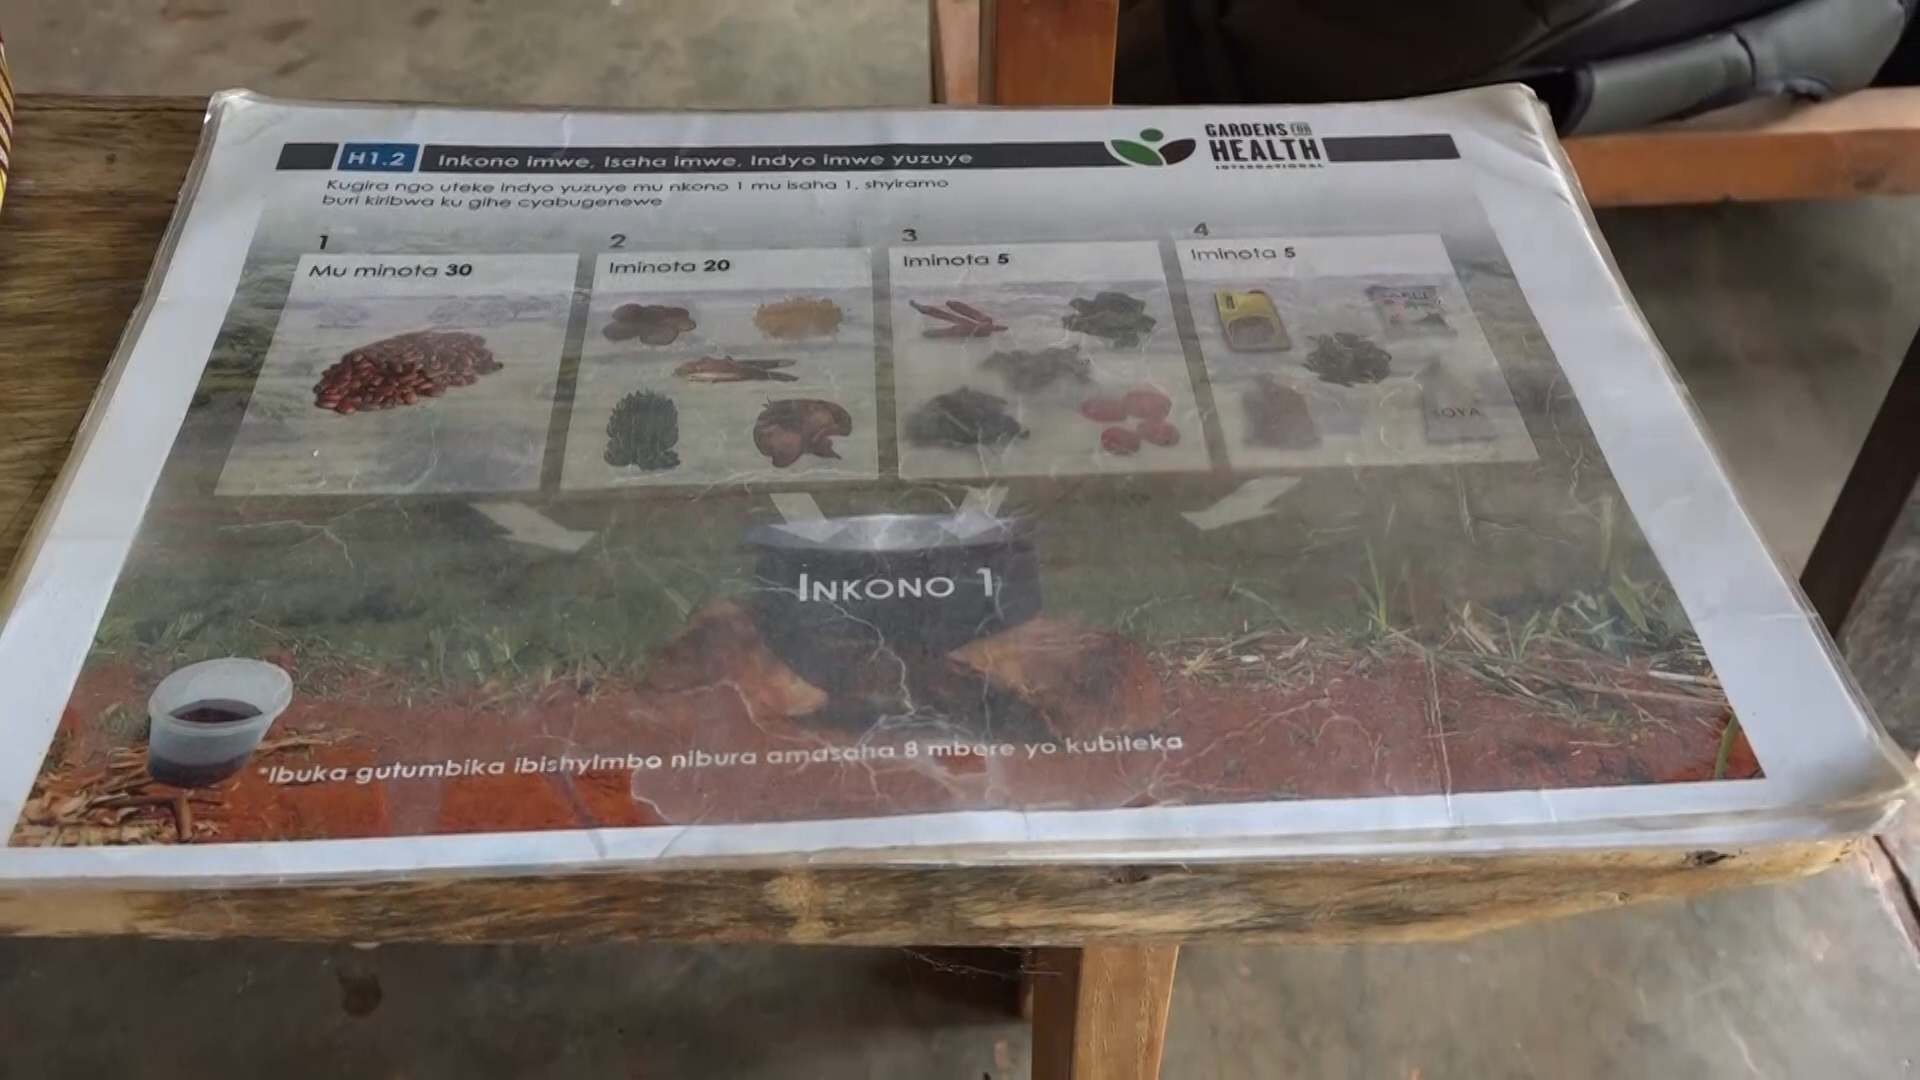 H1.2
Inkono imwe, Isaha imwe, Indyo imwe yuzuye
GARDENS FOR
HEALTH
INTERNATIONAL
Kugira ngo uteke indyo yuzuye mu nkono 1 mu isaha 1, shyiramo
buri kiribwa ku gihe cyabugenewe
1
Mu minota 30
2
Iminota 20
3
Iminota 5
4
Iminota 5
SOYA
INKONO 1
*Ibuka gutumbika ibishyimbo nibura amasaha 8 mbere yo kubiteka